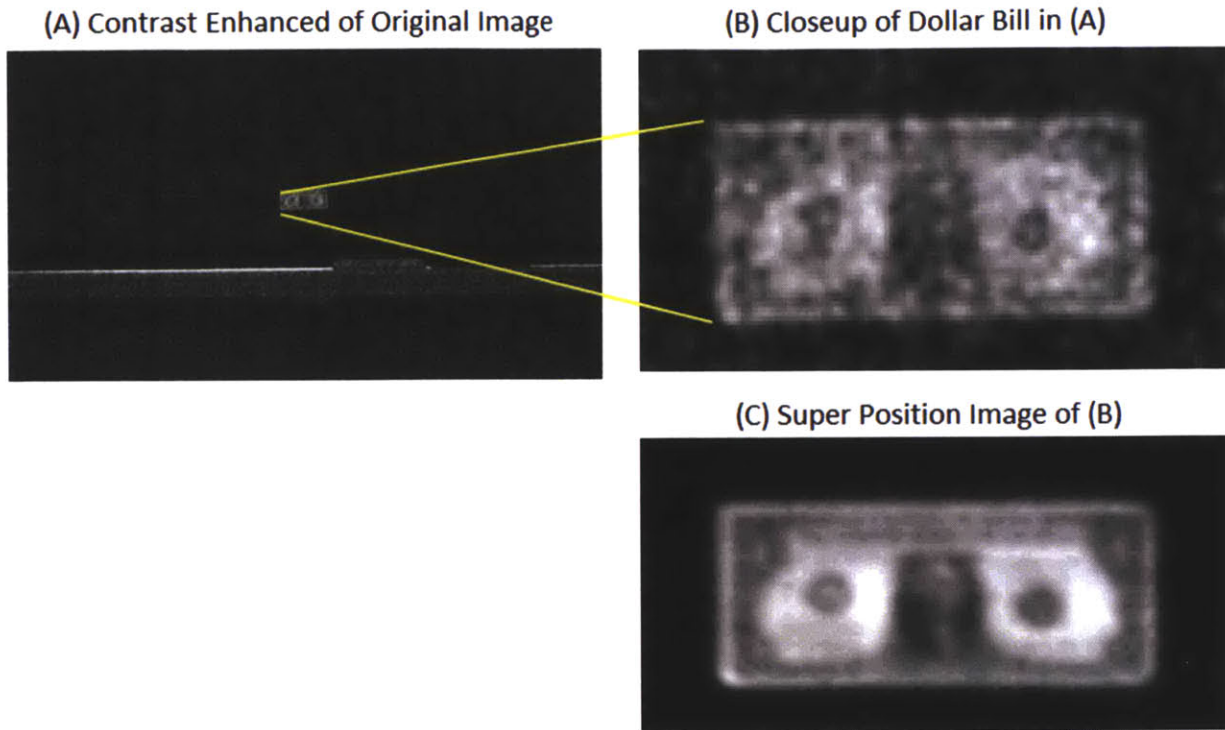 (A) Contrast Enhanced of Original Image
(B) Closeup of Dollar Bill in (A)
(C) Super Position Image of (B)